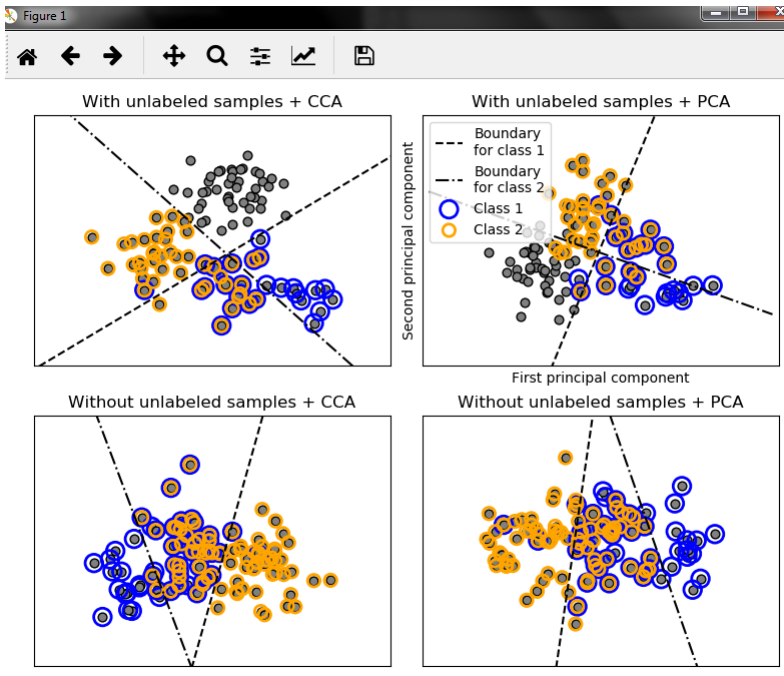 Figure 1
With unlabeled samples + CCA
With unlabeled samples + PCA
Boundary
for class 1
Boundary
for class 2
Class 1
Class 2
Second principal component
First principal component
Without unlabeled samples + CCA
Without unlabeled samples + PCA